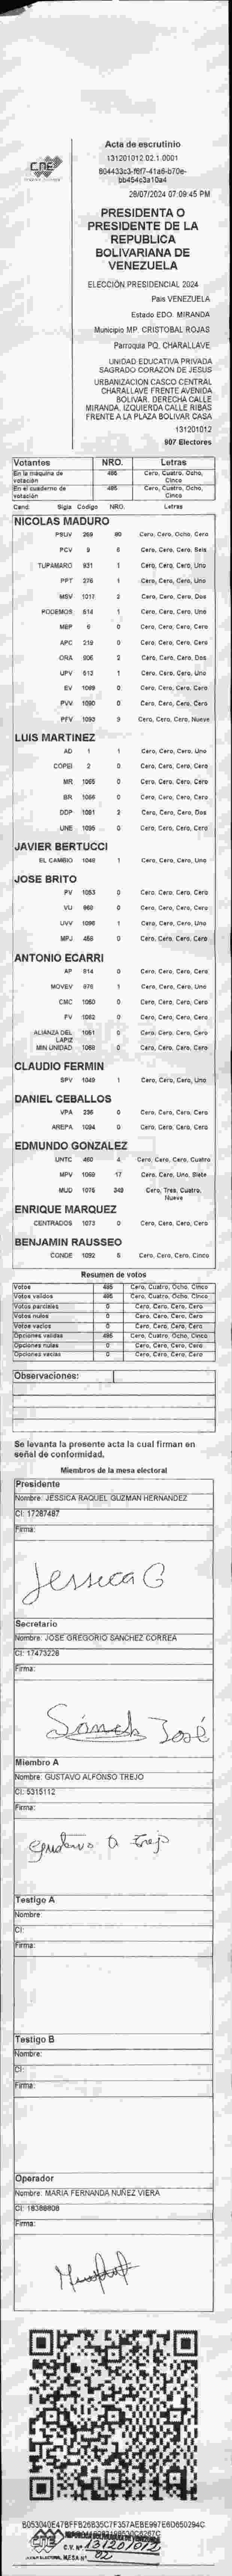 Acta de escrutinio
131201012.02.1.0001
28/07/2024 07:09:45 PM
CNE
PRESIDENTA O
PRESIDENTE DE LA
REPUBLICA
BOLIVARIANA DE
VENEZUELA
ELECCIÓN PRESIDENCIAL 2024
Pais VENEZUELA
Estado EDO. MIRANDA
Municipio MP. CRISTOBAL ROJAS
Parroquia PQ. CHARALLAVE
UNIDAD EDUCATIVA PRIVADA
SAGRADO CORAZON DE JESUS
URBANIZACION CASCO CENTRAL
CHARALLAVE FRENTE AVENIDA
BOLIVAR. DERECHA CALLE
MIRANDA. IZQUIERDA CALLE RIBAS
FRENTE A LA PLAZA BOLIVAR CASA
131201012
907 Electores
Votantes NRO. Letras
En la maquina de votación 485 Cero, Cuatro, Ocho, Cinco
En el cuaderno de votación 485 Cero, Cuatro, Ocho, Cinco
Cand. Sigla Código NRO. Letras
NICOLAS MADURO
PSUV 269 80 Cero, Cero, Ocho, Cero
PCV 9 6 Cero, Cero, Cero, Seis
TUPAMARO 931 1 Cero, Cero, Cero, Uno
PPT 276 1 Cero, Cero, Cero, Uno
MSV 1017 2 Cero, Cero, Cero, Dos
PODEMOS 514 1 Cero, Cero, Cero, Uno
MEP 6 0 Cero, Cero, Cero, Cero
APC 219 0 Cero, Cero, Cero, Cero
ORA 906 2 Cero, Cero, Cero, Dos
UPV 612 1 Cero, Cero, Cero, Uno
EV 1089 0 Cero, Cero, Cero, Cero
PVV 1090 0 Cero, Cero, Cero, Cero
PFV 1093 9 Cero, Cero, Cero, Nueve
LUIS MARTINEZ
AD 1 1 Cero, Cero, Cero, Uno
COPEI 2 0 Cero, Cero, Cero, Cero
MR 1065 0 Cero, Cero, Cero, Cero
BR 1066 0 Cero, Cero, Cero, Cero
DDP 1091 2 Cero, Cero, Cero, Dos
UNE 1095 0 Cero, Cero, Cero, Cero
JAVIER BERTUCCI
EL CAMBIO 1048 1 Cero, Cero, Cero, Uno
JOSE BRITO
PV 1053 0 Cero, Cero, Cero, Cero
VU 960 0 Cero, Cero, Cero, Cero
UVV 1096 1 Cero, Cero, Cero, Uno
MPJ 458 0 Cero, Cero, Cero, Cero
ANTONIO ECARRI
AP 914 0 Cero, Cero, Cero, Cero
MOVEV 976 1 Cero, Cero, Cero, Uno
CMC 1050 0 Cero, Cero, Cero, Cero
FV 1062 0 Cero, Cero, Cero, Cero
ALIANZA DEL LAPIZ 1061 0 Cero, Cero, Cero, Cero
MIN UNIDAD 1068 0 Cero, Cero, Cero, Cero
CLAUDIO FERMIN
SPV 1049 1 Cero, Cero, Cero, Uno
DANIEL CEBALLOS
VPA 236 0 Cero, Cero, Cero, Cero
AREPA 1094 0 Cero, Cero, Cero, Cero
EDMUNDO GONZALEZ
UNTC 460 4 Cero, Cero, Cero, Cuatro
MPV 1069 17 Cero, Cero, Uno, Siete
MUD 1075 349 Cero, Tres, Cuatro, Nueve
ENRIQUE MARQUEZ
CENTRADOS 1073 0 Cero, Cero, Cero, Cero
BENJAMIN RAUSSEO
CONDE 1092 5 Cero, Cero, Cero, Cinco
Resumen de votos
Votos 485 Cero, Cuatro, Ocho, Cinco
Votos validos 485 Cero, Cuatro, Ocho, Cinco
Votos parciales 0 Cero, Cero, Cero, Cero
Votos nulos 0 Cero, Cero, Cero, Cero
Votos vacios 0 Cero, Cero, Cero, Cero
Opciones validas 485 Cero, Cuatro, Ocho, Cinco
Opciones nulas 0 Cero, Cero, Cero, Cero
Opciones vacias 0 Cero, Cero, Cero, Cero
Observaciones:
Se levanta la presente acta la cual firman en
señal de conformidad.
Miembros de la mesa electoral
Presidente
Nombre: JESSICA RAQUEL GUZMAN HERNANDEZ
CI: 17287487
Firma:
Jessica G
Secretario
Nombre: JOSE GREGORIO SANCHEZ CORREA
CI: 17473228
Firma:
Sánchez José
Miembro A
Nombre: GUSTAVO ALFONSO TREJO
CI: 5315112
Firma:
Gustavo A Trejo
Testigo A
Nombre:
CI:
Firma:
Testigo B
Nombre:
CI:
Firma:
Operador
Nombre: MARIA FERNANDA NUÑEZ VIERA
CI: 18388808
Firma:
CNE
C.V. Nº 131201012
MESA Nº 02